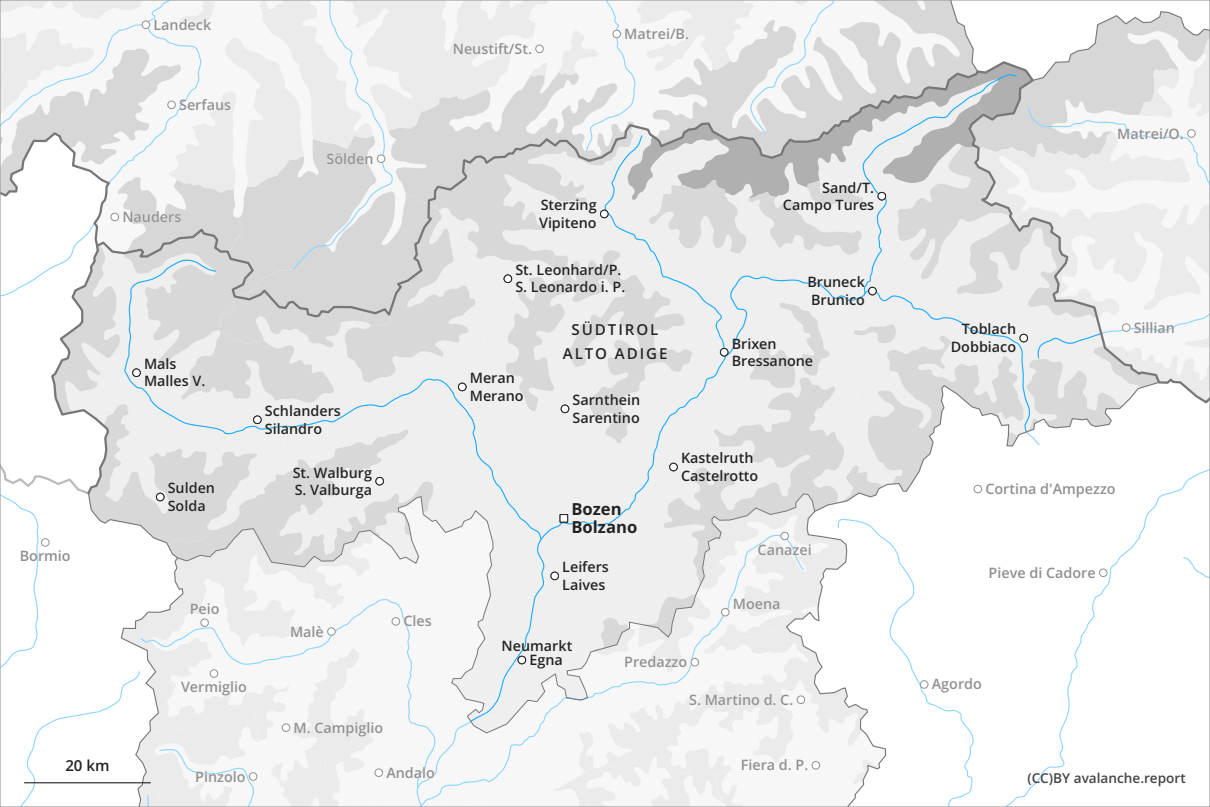 Landeck
Neustift/St.
Matrei/B.
Serfaus
Matrei/O.
Sölden
Nauders
Sterzing
Vipiteno
Sand/T.
Campo Tures
St. Leonhard/P.
S. Leonardo i. P.
Bruneck
Brunico
SÜDTIROL
ALTO ADIGE
Toblach
Dobbiaco
Sillian
Brixen
Bressanone
Mals
Malles V.
Meran
Merano
Schlanders
Silandro
Sarnthein
Sarentino
Kastelruth
Castelrotto
St. Walburg
S. Valburga
Sulden
Solda
Cortina d'Ampezzo
Bozen
Bolzano
Bormio
Canazei
Leifers
Laives
Pieve di Cadore
Peio
Moena
Malè
Cles
Neumarkt
Egna
Predazzo
Vermiglio
Agordo
S. Martino d. C.
M. Campiglio
20 km
Fiera d. P.
Pinzolo
Andalo
(CC)BY avalanche.report